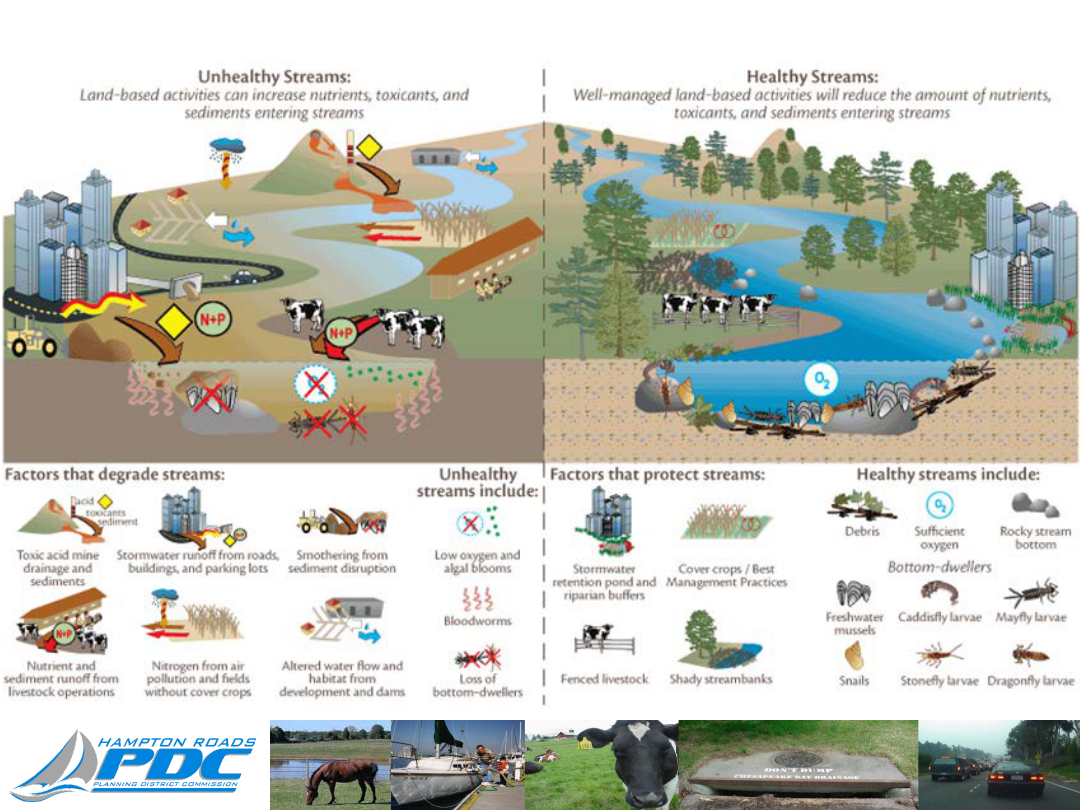 Unhealthy Streams:
Land-based activities can increase nutrients, toxicants, and
sediments entering streams
Healthy Streams:
Well-managed land-based activities will reduce the amount of nutrients,
toxicants, and sediments entering streams
N+P
N+P
O2
O2
Factors that degrade streams:
acid
toxicants
sediment
Toxic acid mine
drainage and
sediments
N+P
Stormwater runoff from roads,
buildings, and parking lots
Smothering from
sediment disruption
N+P
Nutrient and
sediment runoff from
livestock operations
Nitrogen from air
pollution and fields
without cover crops
Altered water flow and
habitat from
development and dams
Unhealthy
streams include:
Low oxygen and
algal blooms
Bloodworms
Loss of
bottom-dwellers
Factors that protect streams:
Stormwater
retention pond and
riparian buffers
Cover crops / Best
Management Practices
Fenced livestock
Shady streambanks
Healthy streams include:
Debris
O2
Sufficient
oxygen
Rocky stream
bottom
Bottom-dwellers
Freshwater
mussels
Caddisfly larvae
Mayfly larvae
Snails
Stonefly larvae
Dragonfly larvae
HAMPTON ROADS
PDC
PLANNING DISTRICT COMMISSION
DON'T DUMP
CHESAPEAKE BAY DRAINAGE